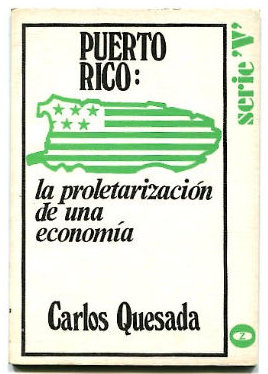 PUERTO
RICO:
la proletarización
de una
economía
Carlos Quesada
serie 'V'